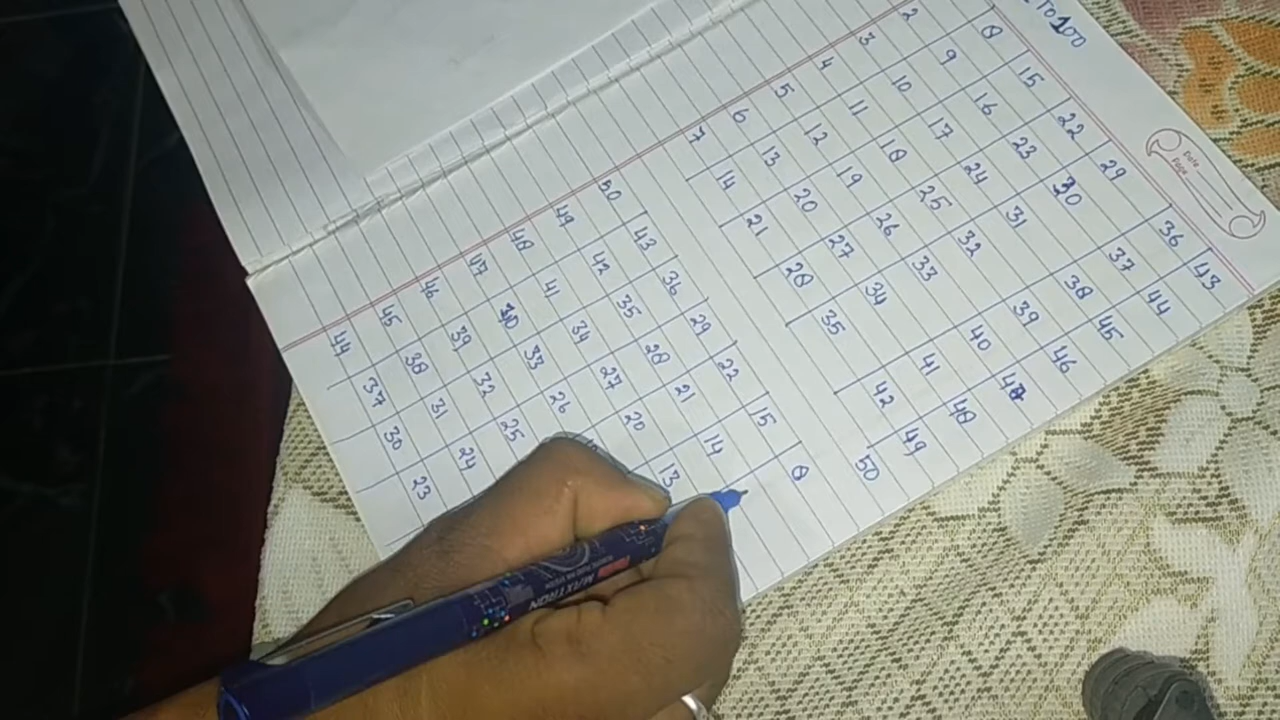 TO 100
8 15 22 29 36 43
2 9 16 23 30 37 44
3 10 17 24 31 38 45
4 11 18 25 32 39 46
5 12 19 26 33 40 47
6 13 20 27 34 41 48
7 14 21 28 35 42 49
50
50 43 36 29 22 15 8
49 42 35 28 21 14
48 41 34 27 20 13
47 40 33 26
46 39 32 25
45 38 31 24
44 37 30 23
Date
Page
MAXTRON